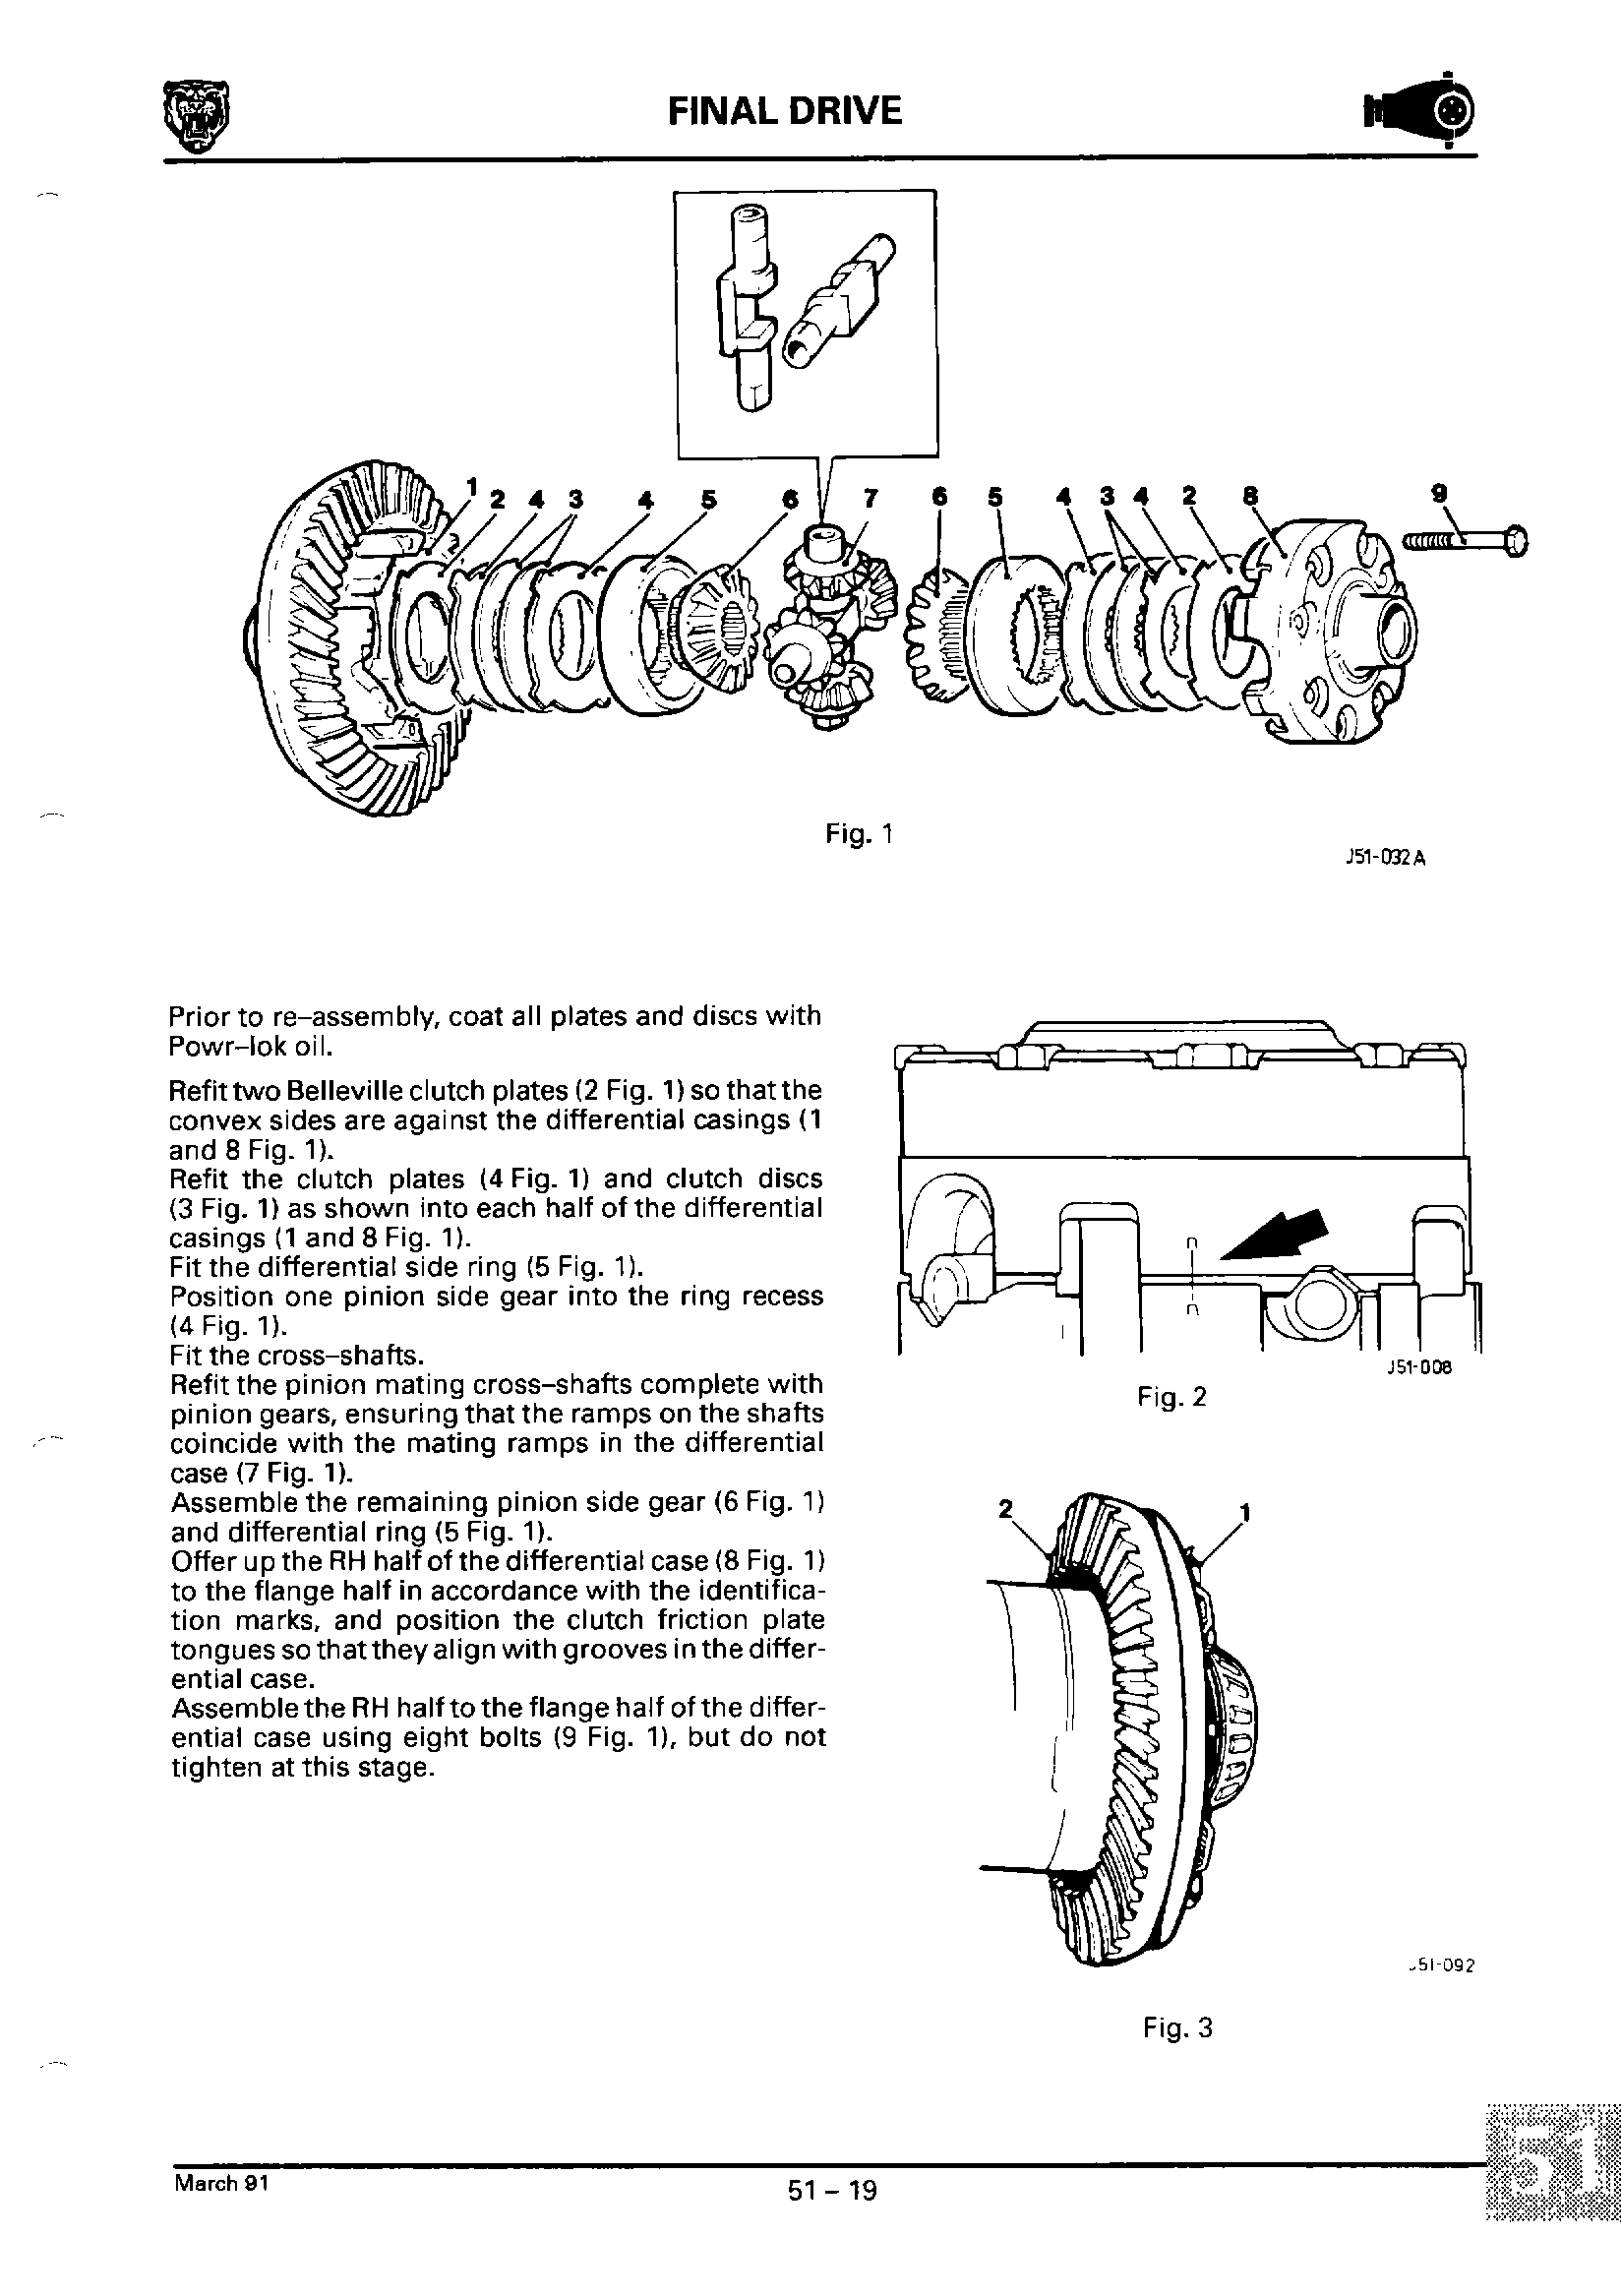 FINAL DRIVE
1 2 4 3 4 5 6 7 6 5 4 3 4 2 8 9
Fig. 1
J51-032A
Prior to re-assembly, coat all plates and discs with
Powr-lok oil.
Refit two Belleville clutch plates (2 Fig. 1) so that the
convex sides are against the differential casings (1
and 8 Fig. 1).
Refit the clutch plates (4 Fig. 1) and clutch discs
(3 Fig. 1) as shown into each half of the differential
casings (1 and 8 Fig. 1).
Fit the differential side ring (5 Fig. 1).
Position one pinion side gear into the ring recess
(4 Fig. 1).
Fit the cross-shafts.
Refit the pinion mating cross-shafts complete with
pinion gears, ensuring that the ramps on the shafts
coincide with the mating ramps in the differential
case (7 Fig. 1).
Assemble the remaining pinion side gear (6 Fig. 1)
and differential ring (5 Fig. 1).
Offer up the RH half of the differential case (8 Fig. 1)
to the flange half in accordance with the identifica-
tion marks, and position the clutch friction plate
tongues so that they align with grooves in the differ-
ential case.
Assemble the RH half to the flange half of the differ-
ential case using eight bolts (9 Fig. 1), but do not
tighten at this stage.
J51-008
Fig. 2
2 1
J51-092
Fig. 3
51
March 91
51 – 19